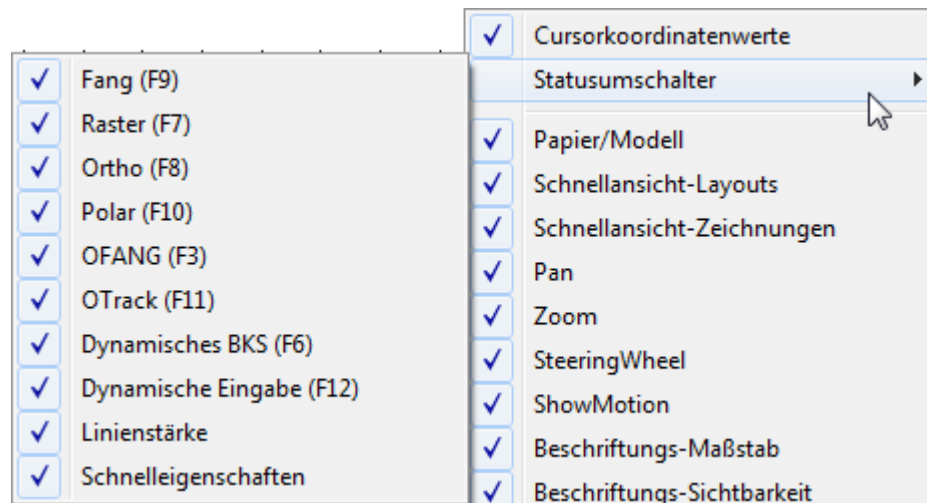 Cursorkoordinatenwerte
Statusumschalter
Papier/Modell
Schnellansicht-Layouts
Schnellansicht-Zeichnungen
Pan
Zoom
SteeringWheel
ShowMotion
Beschriftungs-Maßstab
Beschriftungs-Sichtbarkeit
Fang (F9)
Raster (F7)
Ortho (F8)
Polar (F10)
OFANG (F3)
OTrack (F11)
Dynamisches BKS (F6)
Dynamische Eingabe (F12)
Linienstärke
Schnelleigenschaften